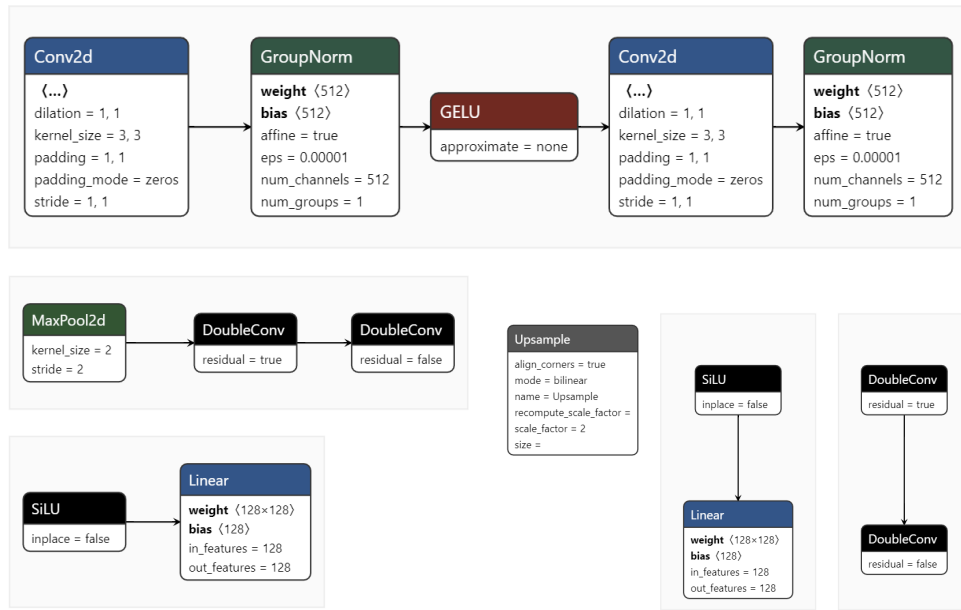 Conv2d
⟨…⟩
dilation = 1, 1
kernel_size = 3, 3
padding = 1, 1
padding_mode = zeros
stride = 1, 1
GroupNorm
weight ⟨512⟩
bias ⟨512⟩
affine = true
eps = 0.00001
num_channels = 512
num_groups = 1
GELU
approximate = none
Conv2d
⟨…⟩
dilation = 1, 1
kernel_size = 3, 3
padding = 1, 1
padding_mode = zeros
stride = 1, 1
GroupNorm
weight ⟨512⟩
bias ⟨512⟩
affine = true
eps = 0.00001
num_channels = 512
num_groups = 1
MaxPool2d
kernel_size = 2
stride = 2
DoubleConv
residual = true
DoubleConv
residual = false
SiLU
inplace = false
Linear
weight ⟨128×128⟩
bias ⟨128⟩
in_features = 128
out_features = 128
Upsample
align_corners = true
mode = bilinear
name = Upsample
recompute_scale_factor =
scale_factor = 2
size =
SiLU
inplace = false
Linear
weight ⟨128×128⟩
bias ⟨128⟩
in_features = 128
out_features = 128
DoubleConv
residual = true
DoubleConv
residual = false